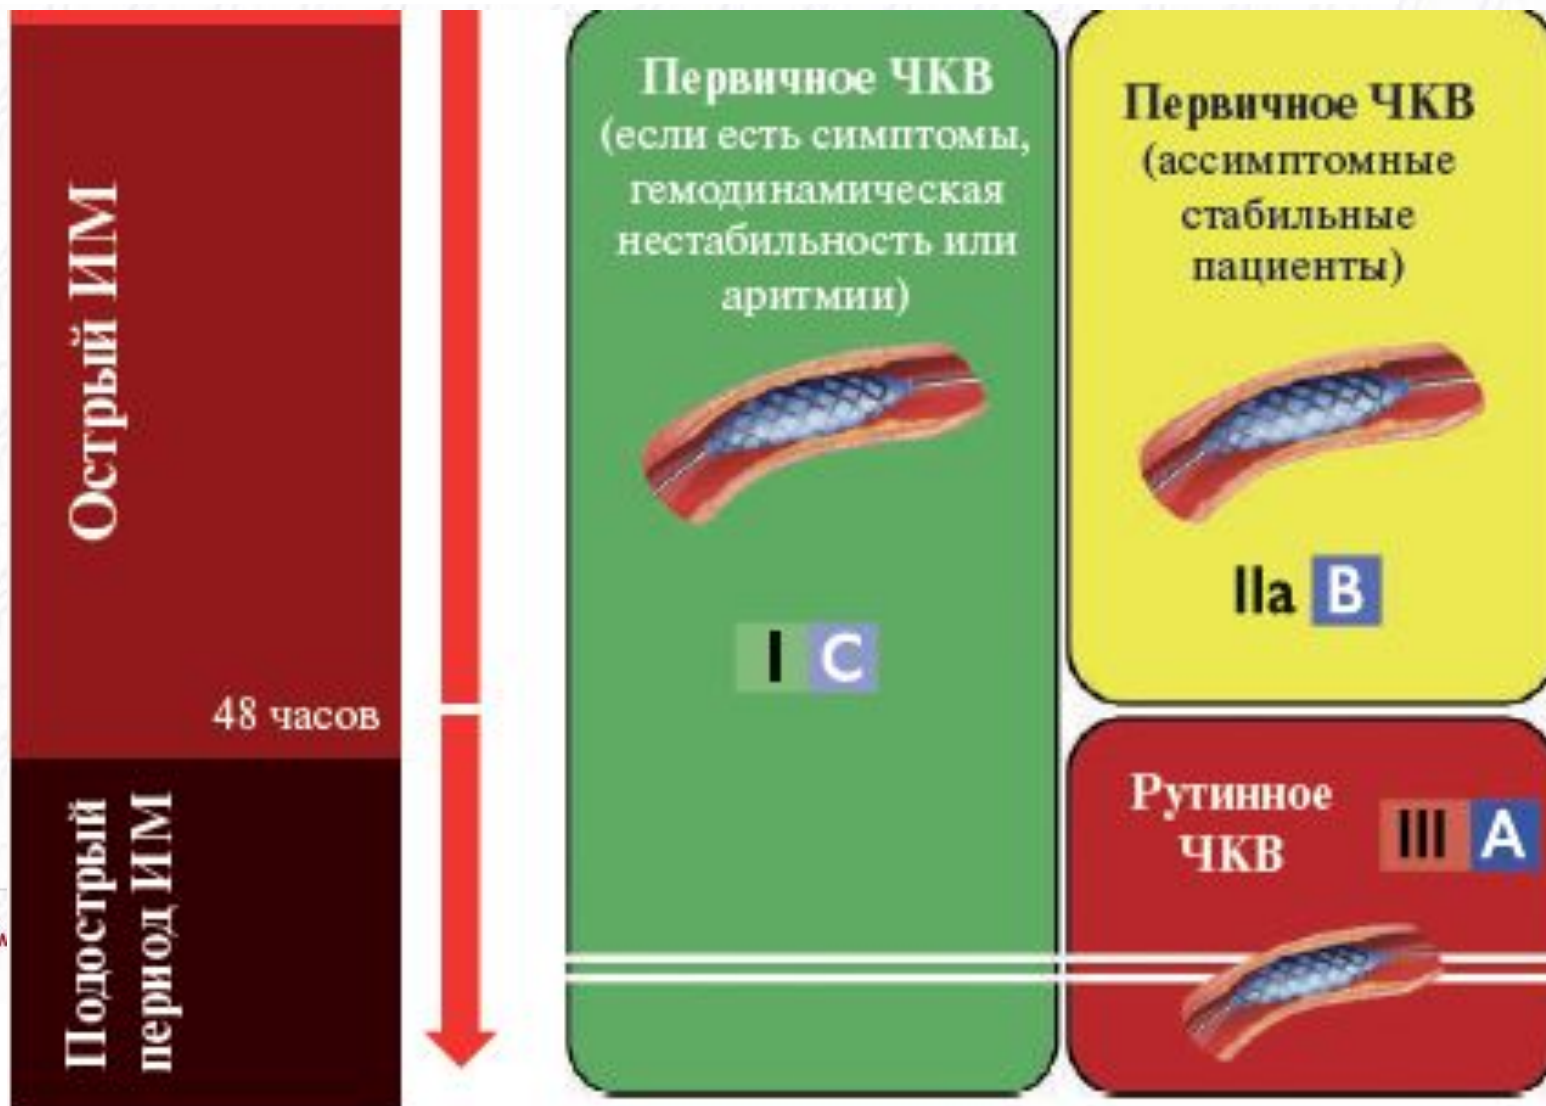 Острый ИМ
48 часов
Подострый
период ИМ
Первичное ЧКВ
(если есть симптомы,
гемодинамическая
нестабильность или
аритмии)
I C
Первичное ЧКВ
(ассимптомные
стабильные
пациенты)
IIa B
Рутинное
ЧКВ
III A